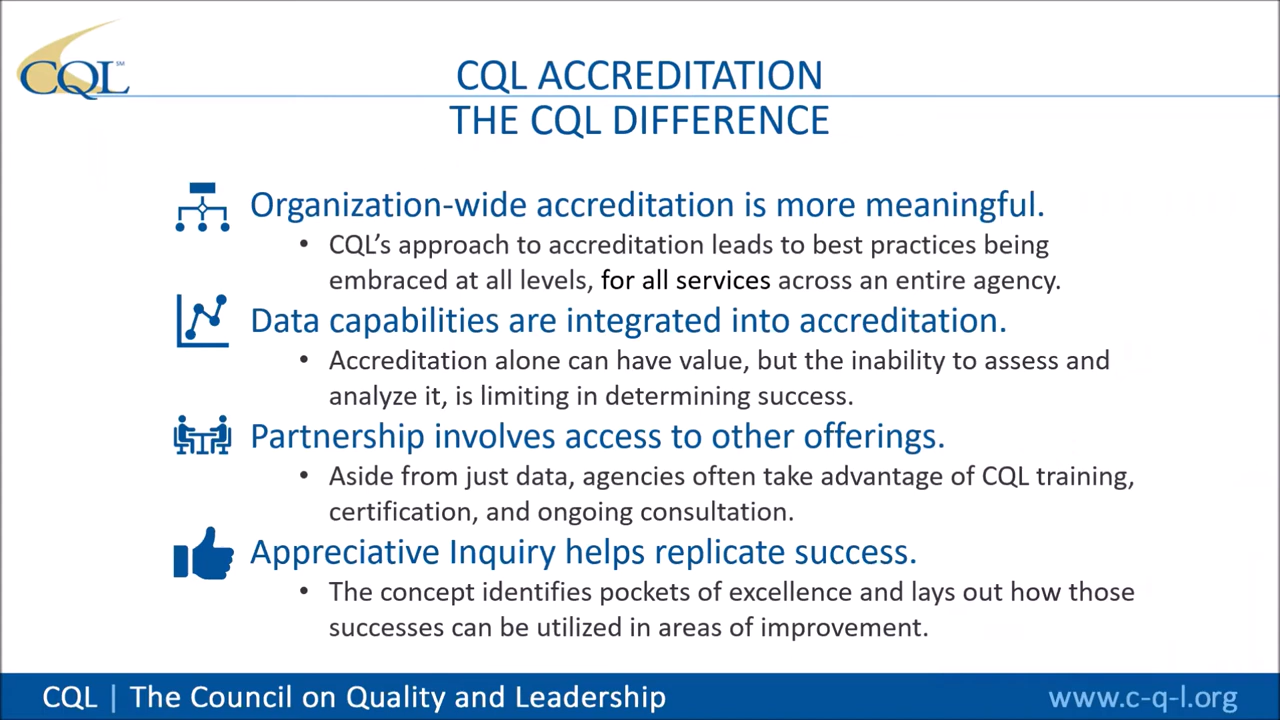 CQL℠
CQL ACCREDITATION
THE CQL DIFFERENCE
Organization-wide accreditation is more meaningful.
• CQL’s approach to accreditation leads to best practices being
embraced at all levels, for all services across an entire agency.
Data capabilities are integrated into accreditation.
• Accreditation alone can have value, but the inability to assess and
analyze it, is limiting in determining success.
Partnership involves access to other offerings.
• Aside from just data, agencies often take advantage of CQL training,
certification, and ongoing consultation.
Appreciative Inquiry helps replicate success.
• The concept identifies pockets of excellence and lays out how those
successes can be utilized in areas of improvement.
CQL | The Council on Quality and Leadership
www.c-q-l.org